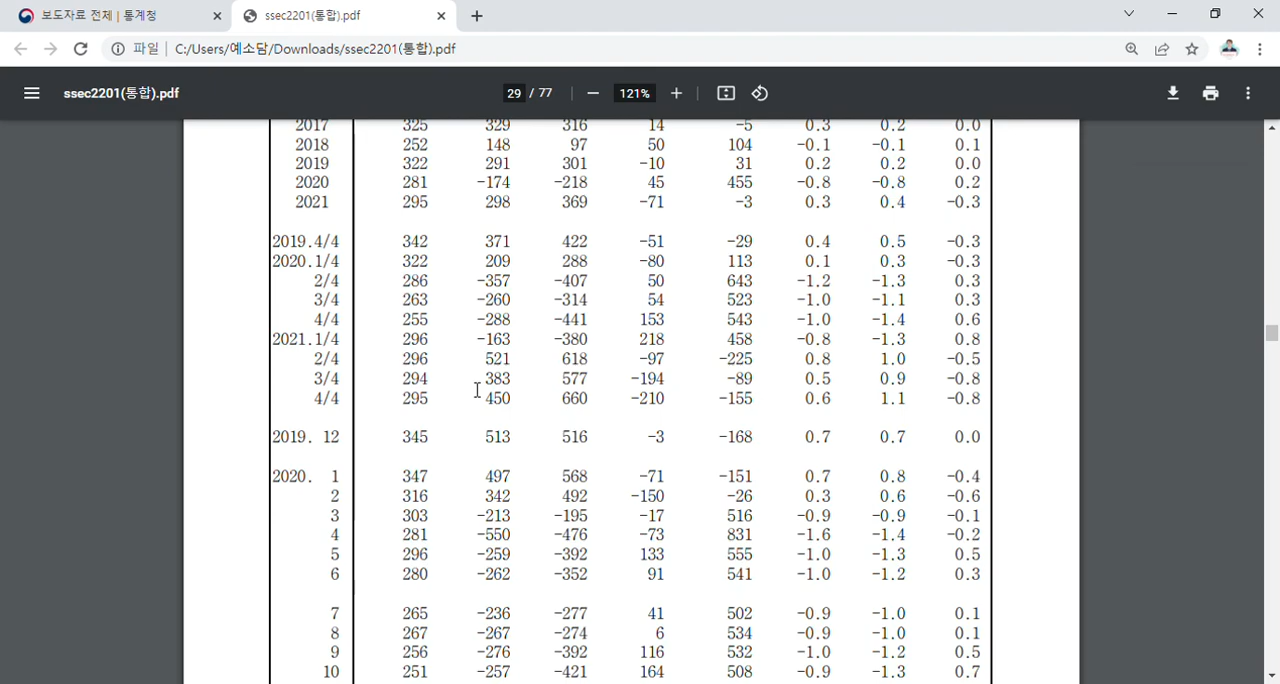 보도자료 전체 | 통계청
ssec2201(통합).pdf
파일 | C:/Users/예소담/Downloads/ssec2201(통합).pdf
ssec2201(통합).pdf
29 / 77
121%
2017 325 329 316 14 -5 0.3 0.2 0.0
2018 252 148 97 50 104 -0.1 -0.1 0.1
2019 322 291 301 -10 31 0.2 0.2 0.0
2020 281 -174 -218 45 455 -0.8 -0.8 0.2
2021 295 298 369 -71 -3 0.3 0.4 -0.3
2019.4/4 342 371 422 -51 -29 0.4 0.5 -0.3
2020.1/4 322 209 288 -80 113 0.1 0.3 -0.3
2/4 286 -357 -407 50 643 -1.2 -1.3 0.3
3/4 263 -260 -314 54 523 -1.0 -1.1 0.3
4/4 255 -288 -441 153 543 -1.0 -1.4 0.6
2021.1/4 296 -163 -380 218 458 -0.8 -1.3 0.8
2/4 296 521 618 -97 -225 0.8 1.0 -0.5
3/4 294 383 577 -194 -89 0.5 0.9 -0.8
4/4 295 450 660 -210 -155 0.6 1.1 -0.8
2019. 12 345 513 516 -3 -168 0.7 0.7 0.0
2020. 1 347 497 568 -71 -151 0.7 0.8 -0.4
2 316 342 492 -150 -26 0.3 0.6 -0.6
3 303 -213 -195 -17 516 -0.9 -0.9 -0.1
4 281 -550 -476 -73 831 -1.6 -1.4 -0.2
5 296 -259 -392 133 555 -1.0 -1.3 0.5
6 280 -262 -352 91 541 -1.0 -1.2 0.3
7 265 -236 -277 41 502 -0.9 -1.0 0.1
8 267 -267 -274 6 534 -0.9 -1.0 0.1
9 256 -276 -392 116 532 -1.0 -1.2 0.5
10 251 -257 -421 164 508 -0.9 -1.3 0.7